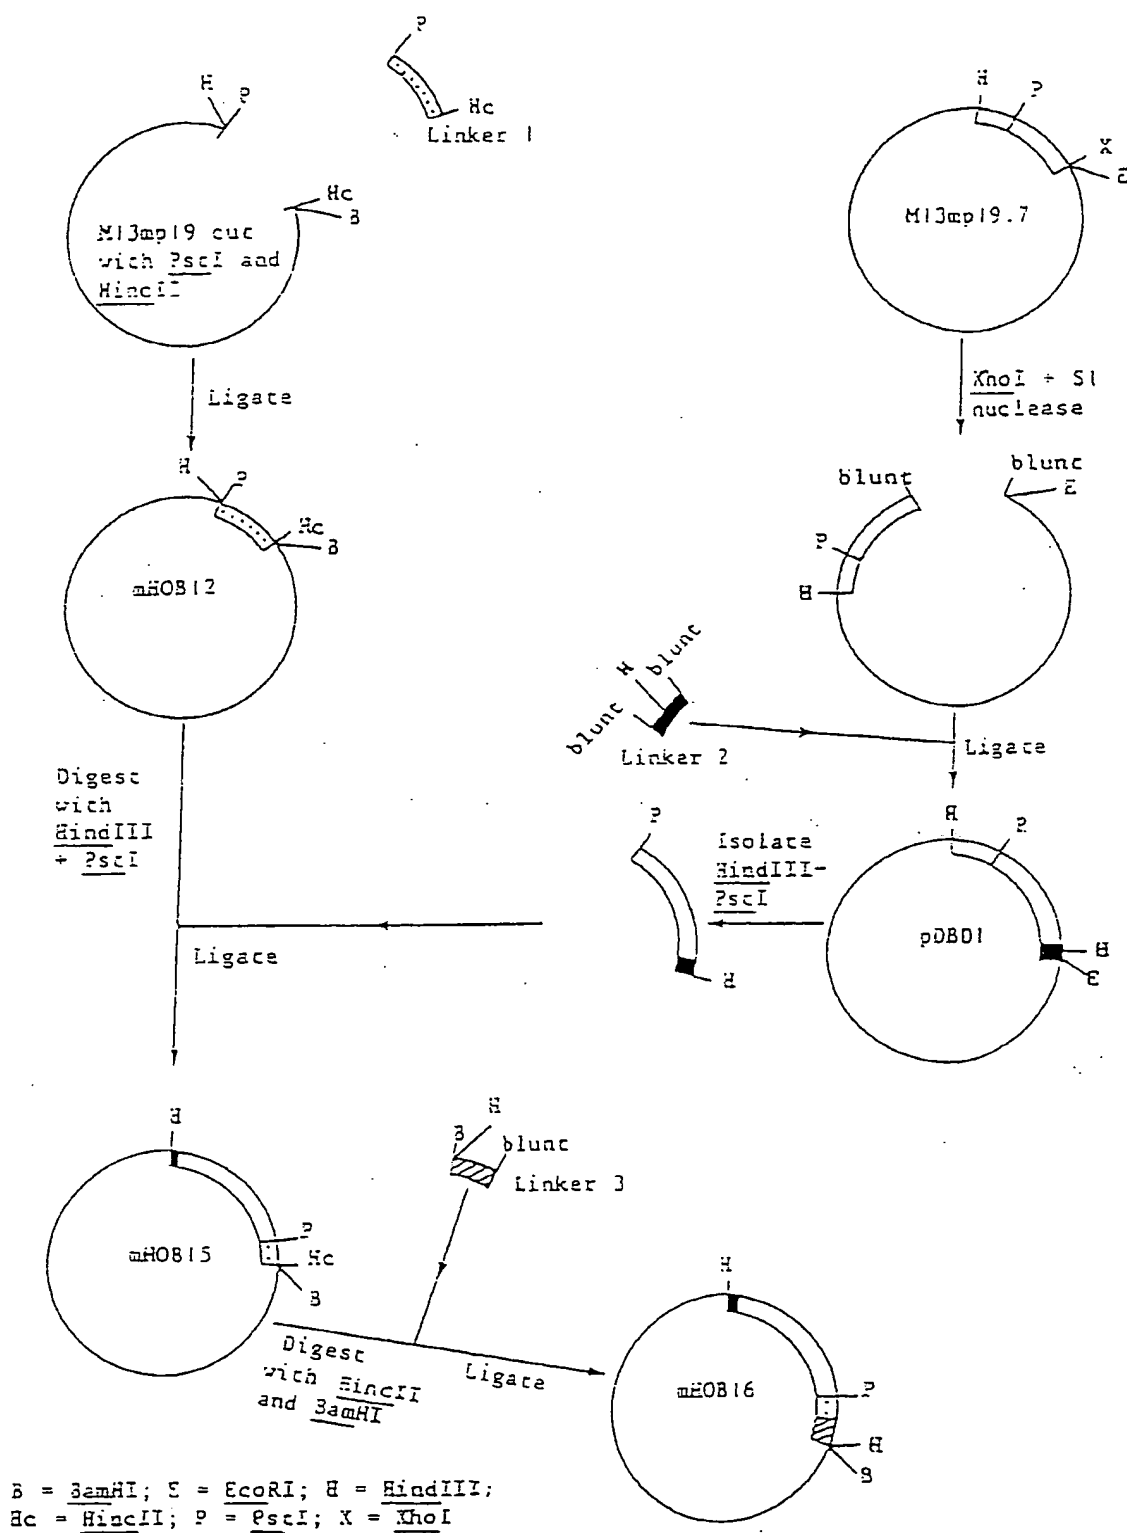 P
H
P
Hc
Linker 1
Hc
B
M13mp19 cut
with PstI and
HincII
Ligate
H
P
X
E
M13mp19.7
XhoI + S1
nuclease
H
P
Hc
B
mHOB12
blunt
blunt
E
P
H
H
blunt
blunt
Linker 2
Ligate
Digest
with
HindIII
+ PstI
Ligate
P
H
Isolate
HindIII-
PstI
H
P
pDBD1
H
E
H
mHOB15
P
Hc
B
H
B
blunt
Linker 3
Digest
with HincII
and BamHI
Ligate
H
mHOB16
P
H
B
B = BamHI; E = EcoRI; H = HindIII;
Hc = HincII; P = PstI; X = XhoI